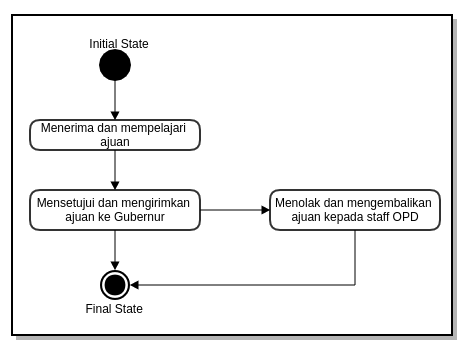 Initial State
Menerima dan mempelajari
ajuan
Mensetujui dan mengirimkan
ajuan ke Gubernur
Menolak dan mengembalikan
ajuan kepada staff OPD
Final State